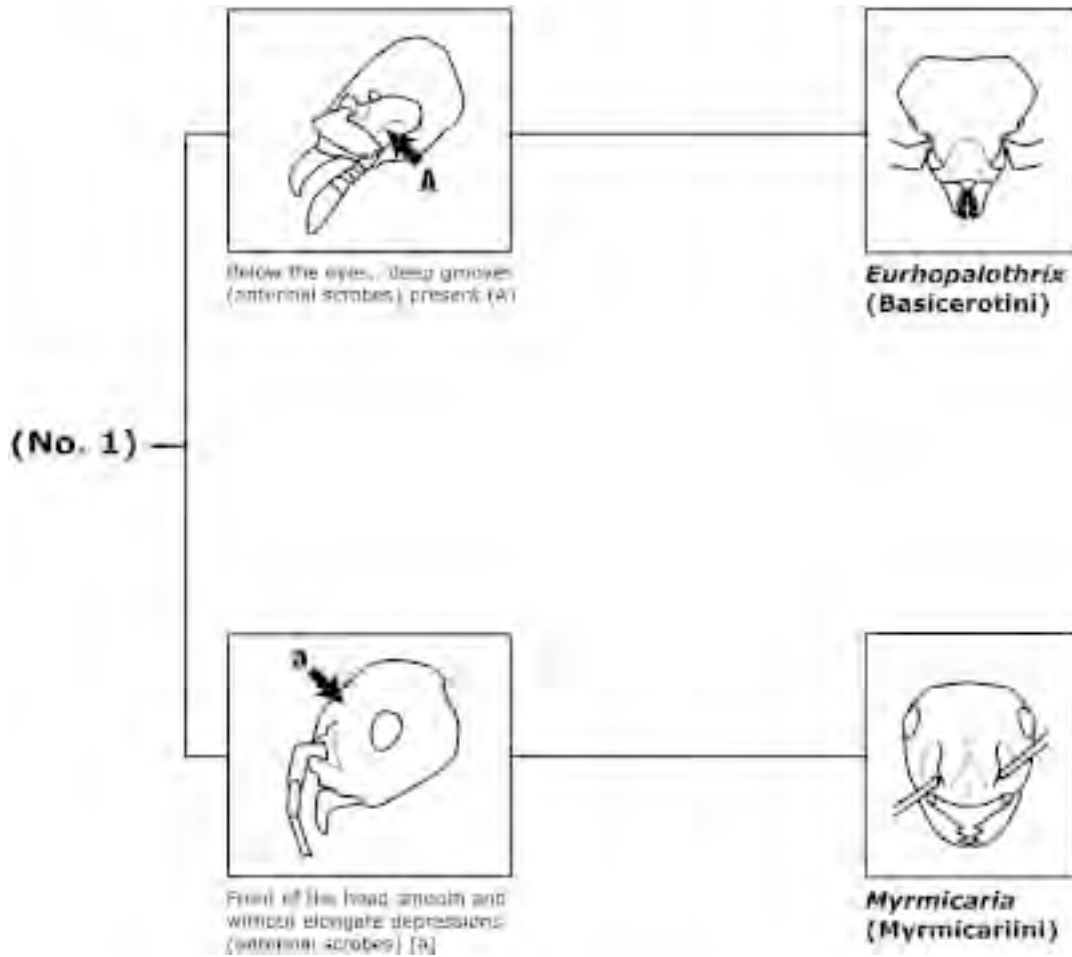 A
Below the eyes, deep grooves
(antennal scrobes) present (A)
Eurhopalothrix
(Basicerotini)
(No. 1)
a
Front of the head smooth and
without elongate depressions
(antennal scrobes) [a]
Myrmicaria
(Myrmicariini)